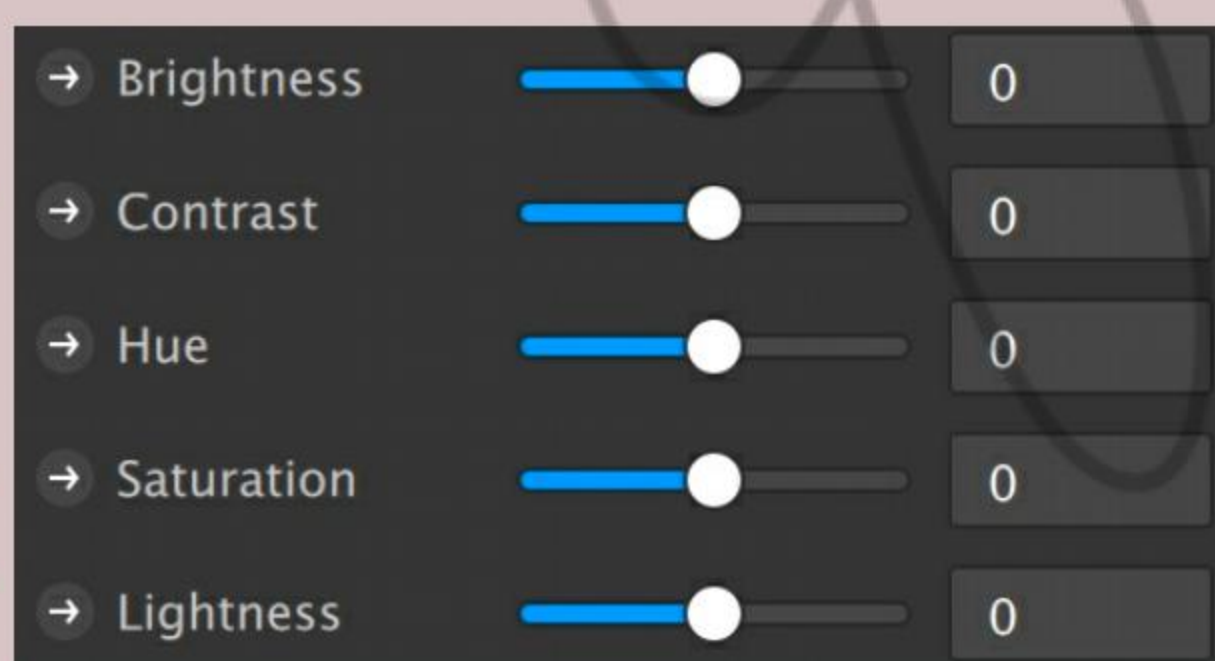 Brightness 0
Contrast 0
Hue 0
Saturation 0
Lightness 0